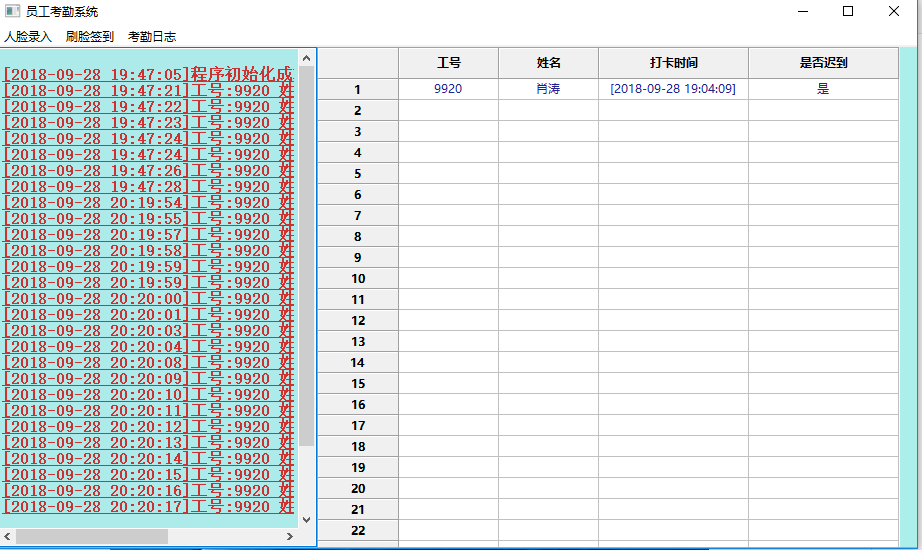 员工考勤系统
人脸录入 刷脸签到 考勤日志
[2018-09-28 19:47:05]程序初始化成
[2018-09-28 19:47:21]工号:9920 姓
[2018-09-28 19:47:22]工号:9920 姓
[2018-09-28 19:47:23]工号:9920 姓
[2018-09-28 19:47:24]工号:9920 姓
[2018-09-28 19:47:24]工号:9920 姓
[2018-09-28 19:47:26]工号:9920 姓
[2018-09-28 19:47:28]工号:9920 姓
[2018-09-28 20:19:54]工号:9920 姓
[2018-09-28 20:19:55]工号:9920 姓
[2018-09-28 20:19:57]工号:9920 姓
[2018-09-28 20:19:58]工号:9920 姓
[2018-09-28 20:19:59]工号:9920 姓
[2018-09-28 20:19:59]工号:9920 姓
[2018-09-28 20:20:00]工号:9920 姓
[2018-09-28 20:20:01]工号:9920 姓
[2018-09-28 20:20:03]工号:9920 姓
[2018-09-28 20:20:04]工号:9920 姓
[2018-09-28 20:20:08]工号:9920 姓
[2018-09-28 20:20:09]工号:9920 姓
[2018-09-28 20:20:10]工号:9920 姓
[2018-09-28 20:20:11]工号:9920 姓
[2018-09-28 20:20:12]工号:9920 姓
[2018-09-28 20:20:13]工号:9920 姓
[2018-09-28 20:20:14]工号:9920 姓
[2018-09-28 20:20:15]工号:9920 姓
[2018-09-28 20:20:16]工号:9920 姓
[2018-09-28 20:20:17]工号:9920 姓
工号 姓名 打卡时间 是否迟到
1 9920 肖涛 [2018-09-28 19:04:09] 是
2
3
4
5
6
7
8
9
10
11
12
13
14
15
16
17
18
19
20
21
22